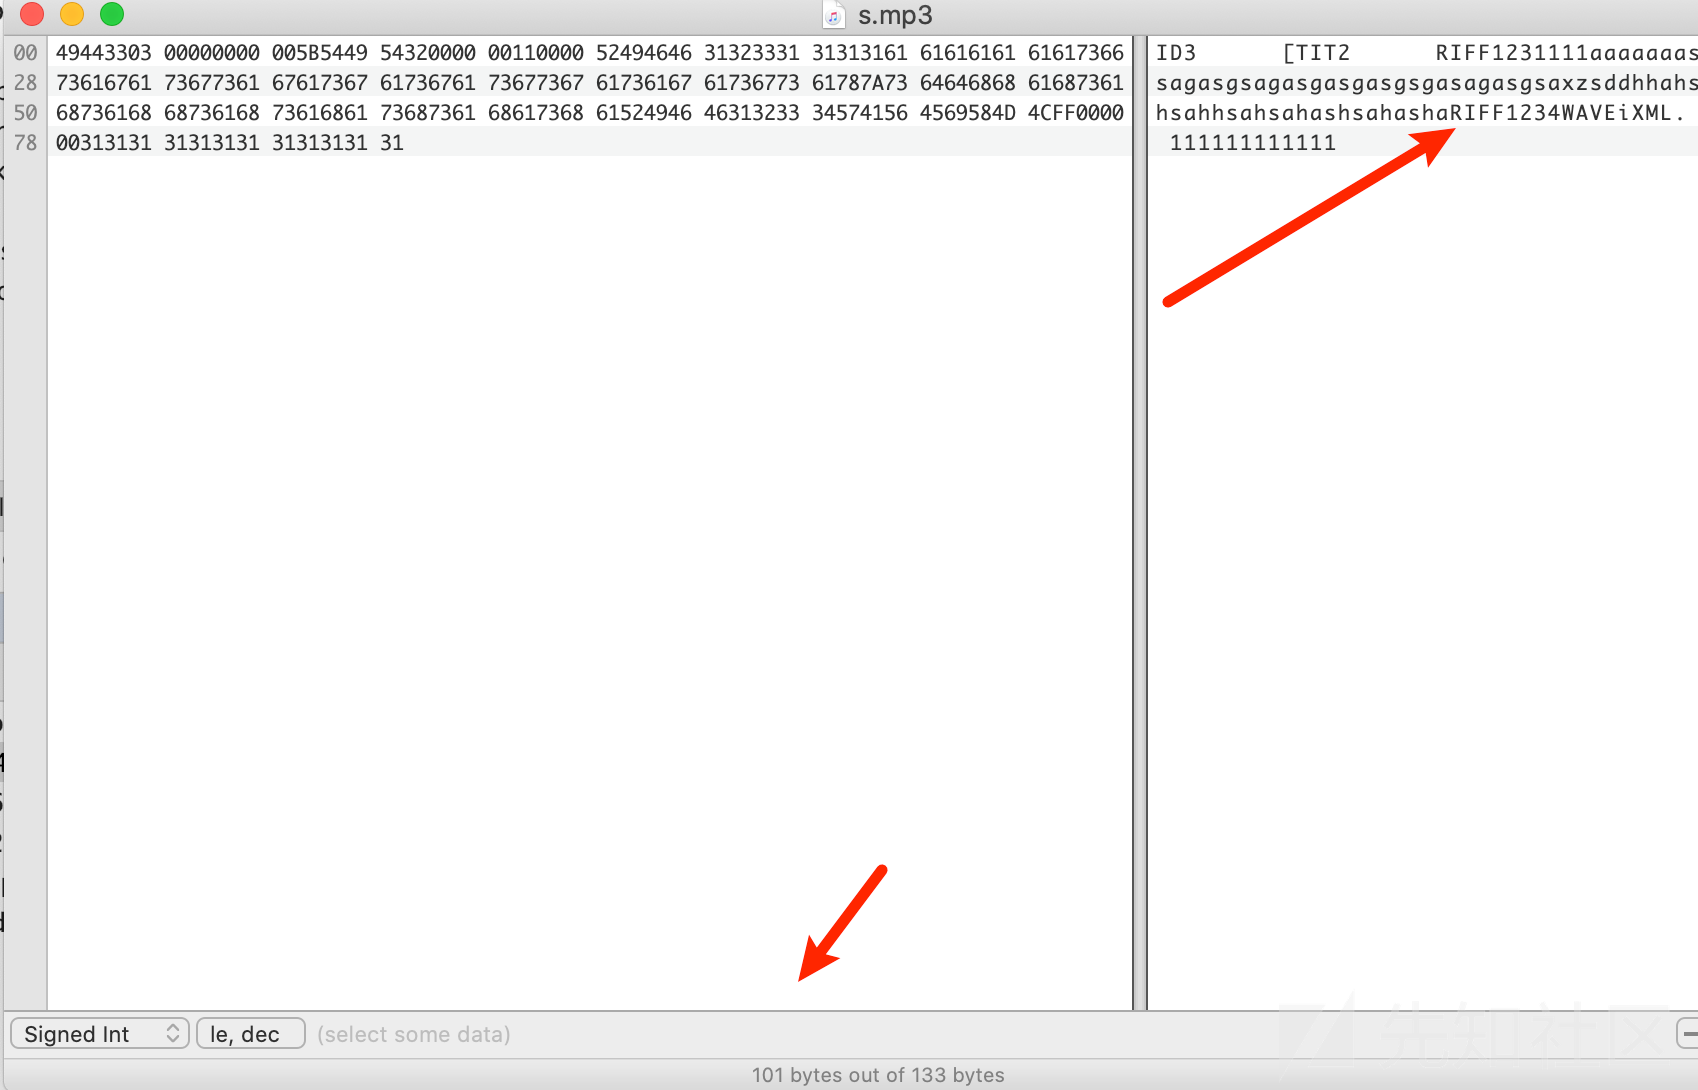 s.mp3
00 49443303 00000000 005B5449 54320000 00110000 52494646 31323331 31313161 61616161 61617366 ID3 [TIT2 RIFF1231111aaaaaaas
28 73616761 73677361 67617367 61736761 73677367 61736167 61736773 61787A73 64646868 61687361 sagasgsagasgasgasgsgasagasgsaxzsddhhahs
50 68736168 68736168 73616861 73687361 68617368 61524946 46313233 34574156 4569584D 4CFF0000 hsahhsahsahashsahashaRIFF1234WAVEiXML.
78 00313131 31313131 31313131 31 111111111111
Signed Int le, dec (select some data)
先知社区
101 bytes out of 133 bytes